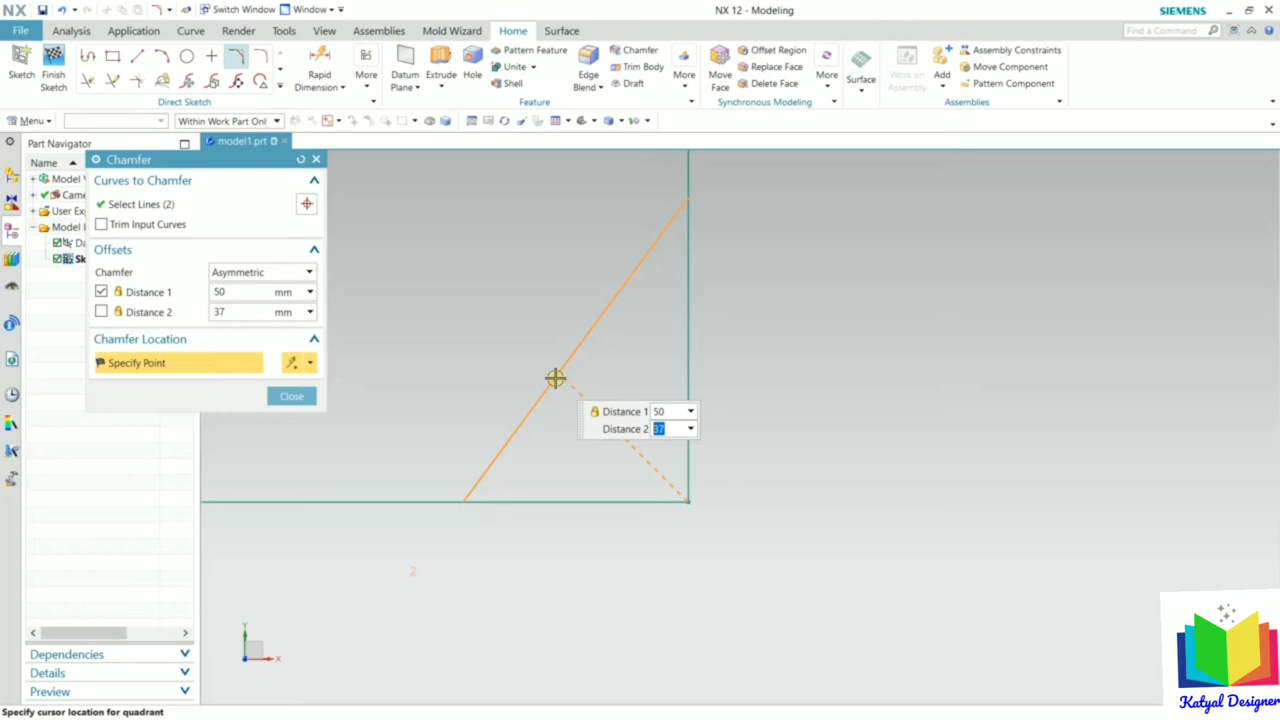 NX
Switch Window
Window
NX 12 - Modeling
SIEMENS
File
Analysis
Application
Curve
Render
Tools
View
Assemblies
Mold Wizard
Home
Surface
Find a Command
Sketch
Finish Sketch
Rapid Dimension
More
Datum Plane
Extrude
Hole
Pattern Feature
Unite
Shell
Edge Blend
Chamfer
Trim Body
Draft
More
Move Face
Offset Region
Replace Face
Delete Face
More
Surface
Work on Assembly
Add
Assembly Constraints
Move Component
Pattern Component
Direct Sketch
Feature
Synchronous Modeling
Assemblies
Menu
Within Work Part Onl
Part Navigator
model1.prt
Name
Model V
Came
User Exp
Model H
Da
Sk
Chamfer
Curves to Chamfer
Select Lines (2)
Trim Input Curves
Offsets
Chamfer
Asymmetric
Distance 1
50
mm
Distance 2
37
mm
Chamfer Location
Specify Point
Close
Distance 1 50
Distance 2 37
2
Y
X
Dependencies
Details
Preview
Specify cursor location for quadrant
Katyal Designer